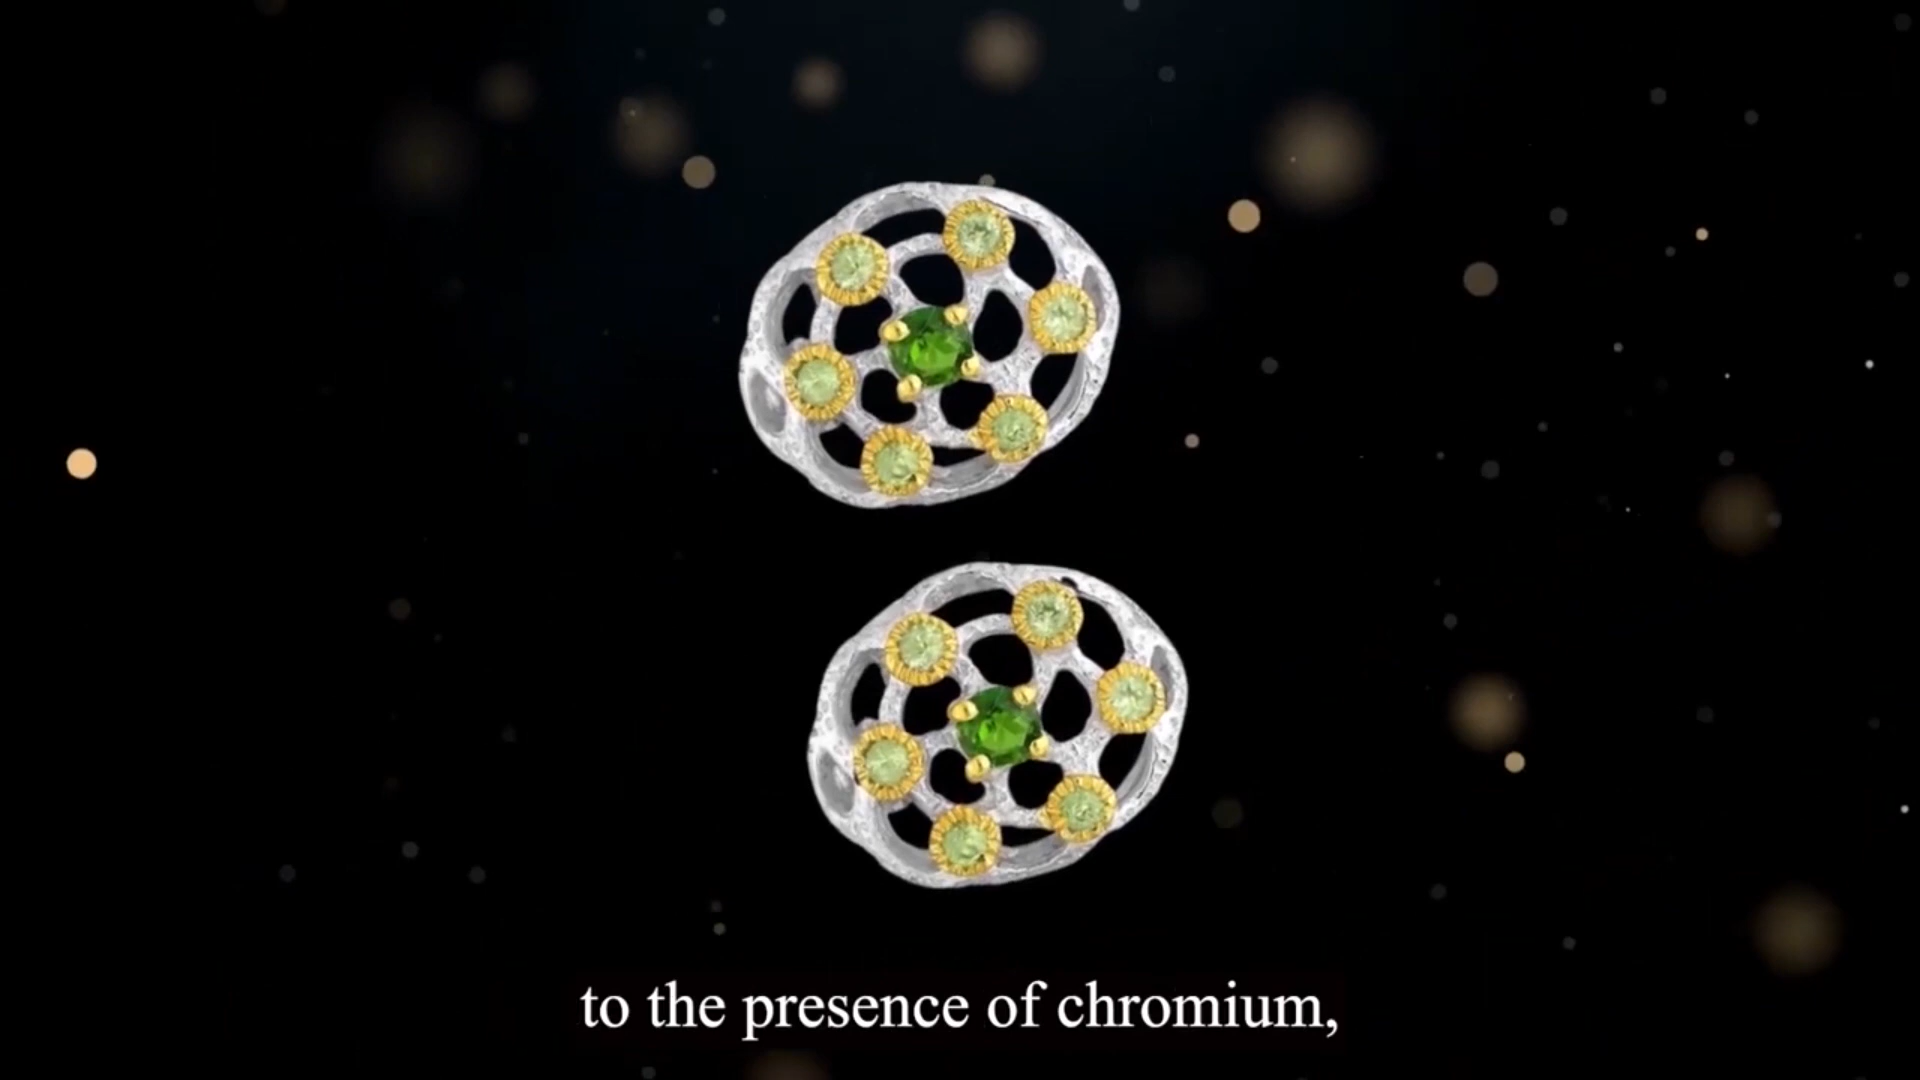 to the presence of chromium,